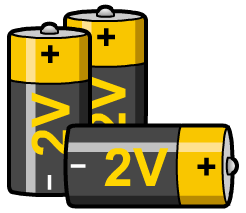 + +
2V 2V
− 2V +
−